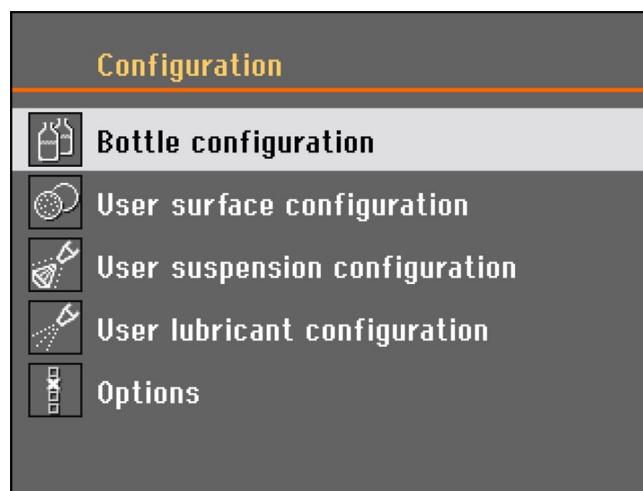 Configuration
Bottle configuration
User surface configuration
User suspension configuration
User lubricant configuration
Options